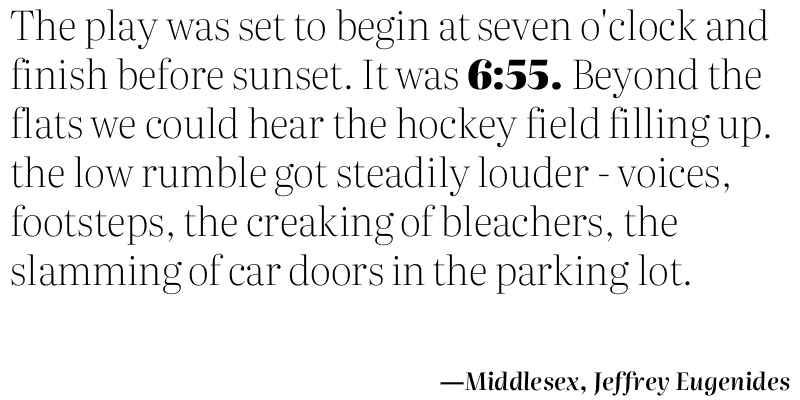 The play was set to begin at seven o'clock and
finish before sunset. It was 6:55. Beyond the
flats we could hear the hockey field filling up.
the low rumble got steadily louder - voices,
footsteps, the creaking of bleachers, the
slamming of car doors in the parking lot.
—Middlesex, Jeffrey Eugenides